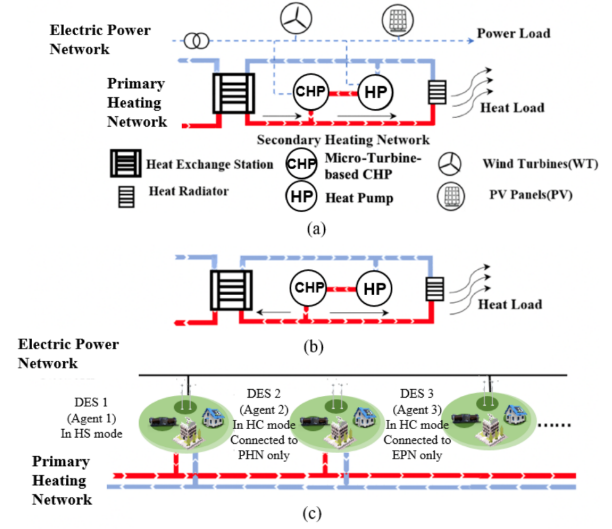 (a)
Electric Power
Network
Power Load
Primary
Heating
Network
CHP
HP
Heat Load
Secondary Heating Network
Heat Exchange Station
CHP
Micro-Turbine-
based CHP
Wind Turbines(WT)
Heat Radiator
HP
Heat Pump
PV Panels(PV)
(a)
CHP
HP
Heat Load
(b)
Electric Power
Network
DES 1
(Agent 1)
In HS mode
DES 2
(Agent 2)
In HC mode
Connected to
PHN only
DES 3
(Agent 3)
In HC mode
Connected to
EPN only
......
Primary
Heating
Network
(c)